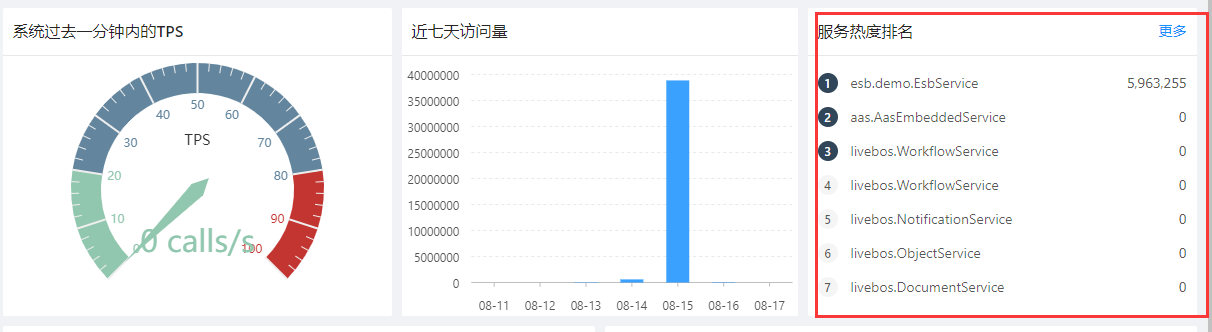 系统过去一分钟内的TPS
50
40
60
30
70
TPS
20
80
10
90
0
100
0 calls/s
近七天访问量
40000000
35000000
30000000
25000000
20000000
15000000
10000000
5000000
0
08-11 08-12 08-13 08-14 08-15 08-16 08-17
服务热度排名 更多
1 esb.demo.EsbService 5,963,255
2 aas.AasEmbeddedService 0
3 livebos.WorkflowService 0
4 livebos.WorkflowService 0
5 livebos.NotificationService 0
6 livebos.ObjectService 0
7 livebos.DocumentService 0